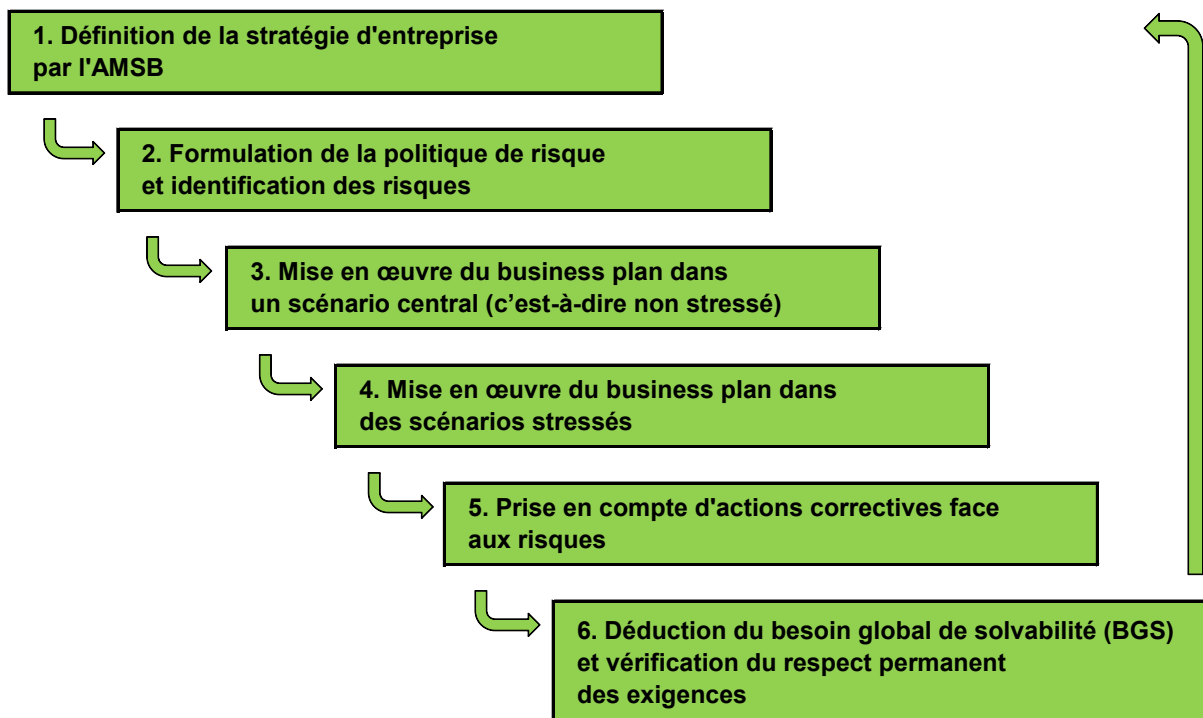 1. Définition de la stratégie d'entreprise
par l'AMSB
2. Formulation de la politique de risque
et identification des risques
3. Mise en œuvre du business plan dans
un scénario central (c’est-à-dire non stressé)
4. Mise en œuvre du business plan dans
des scénarios stressés
5. Prise en compte d'actions correctives face
aux risques
6. Déduction du besoin global de solvabilité (BGS)
et vérification du respect permanent
des exigences